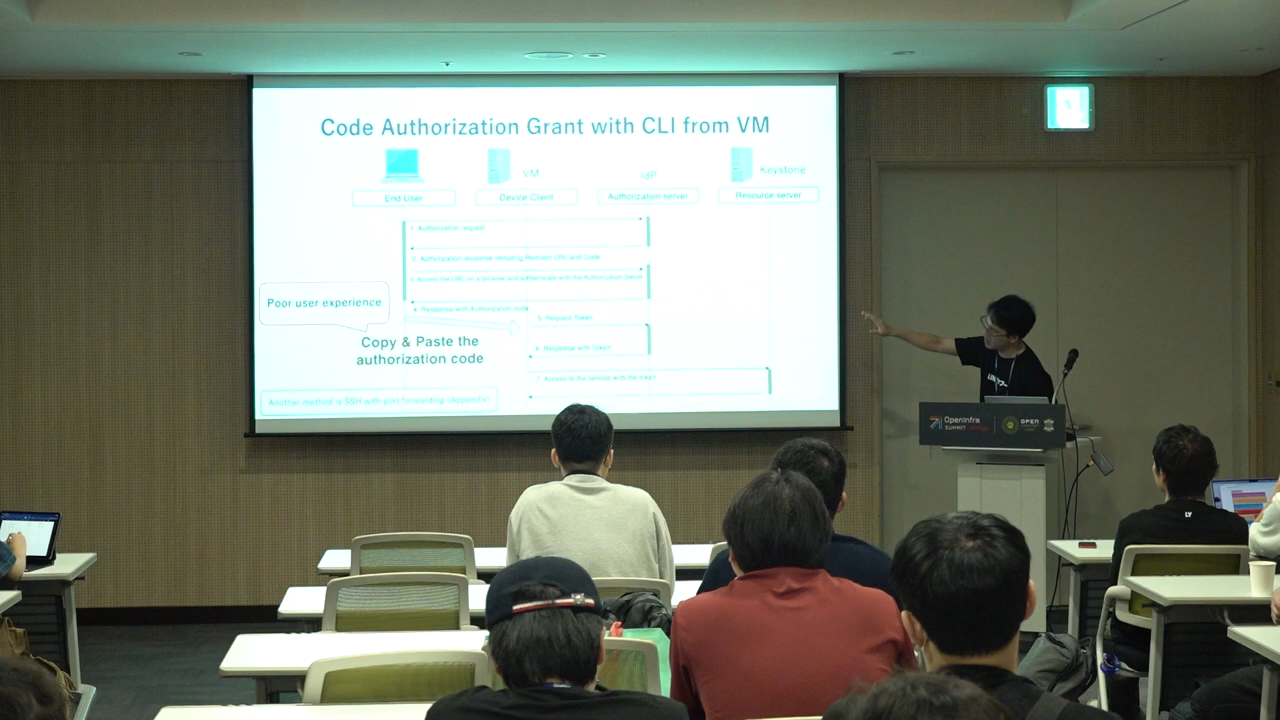 Code Authorization Grant with CLI from VM
VM
IdP
Keystone
End User
Device Client
Authorization server
Resource server
1. Authorization request
2. Authorization response including Redirect URL and Code
3. Access the URL on a browser and authenticate with the Authorization Server
4. Response with Authorization code
5. Request Token
6. Response with Token
7. Access to the service with the token
Poor user experience
Copy & Paste the
authorization code
Another method is SSH with port forwarding (Appendix)
OpenInfra
SUMMIT
OPEN
LY